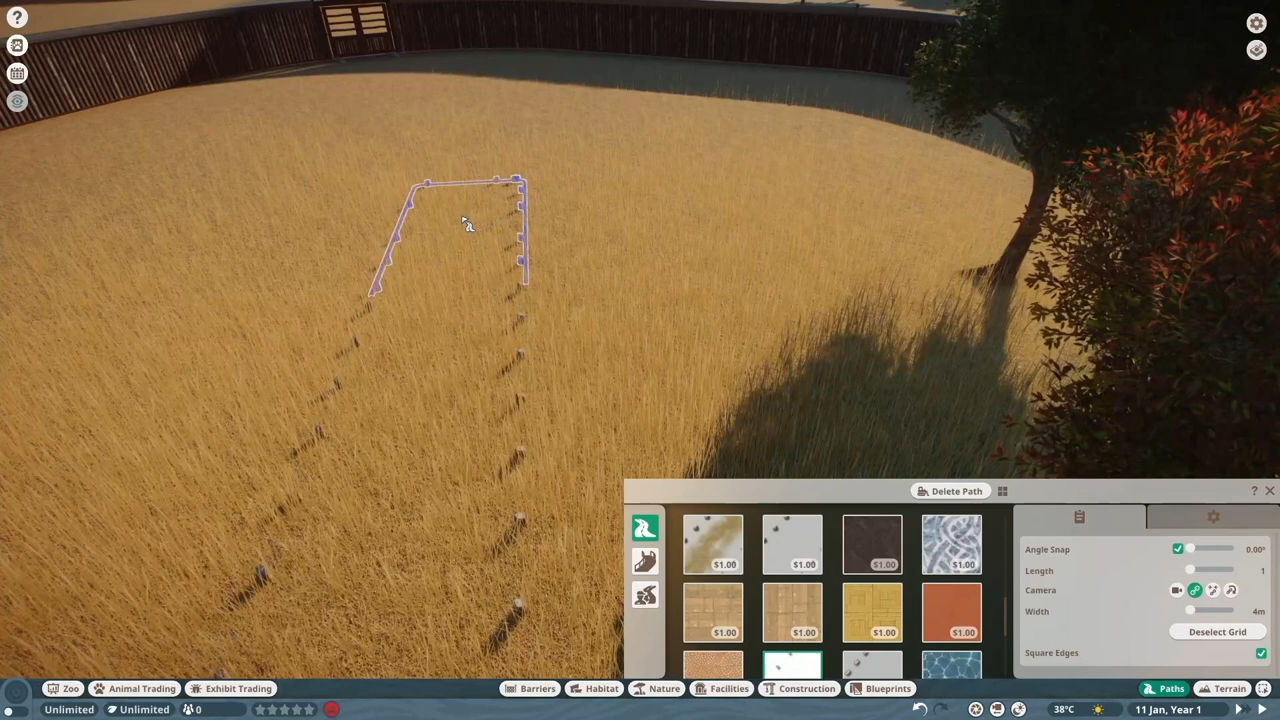 ?
Delete Path
? ×
$1.00 $1.00 $1.00 $1.00
$1.00 $1.00 $1.00 $1.00
Angle Snap 0.00°
Length 1
Camera
Width 4m
Deselect Grid
Square Edges
Zoo Animal Trading Exhibit Trading Barriers Habitat Nature Facilities Construction Blueprints Paths Terrain
Unlimited Unlimited 0 38°C 11 Jan, Year 1